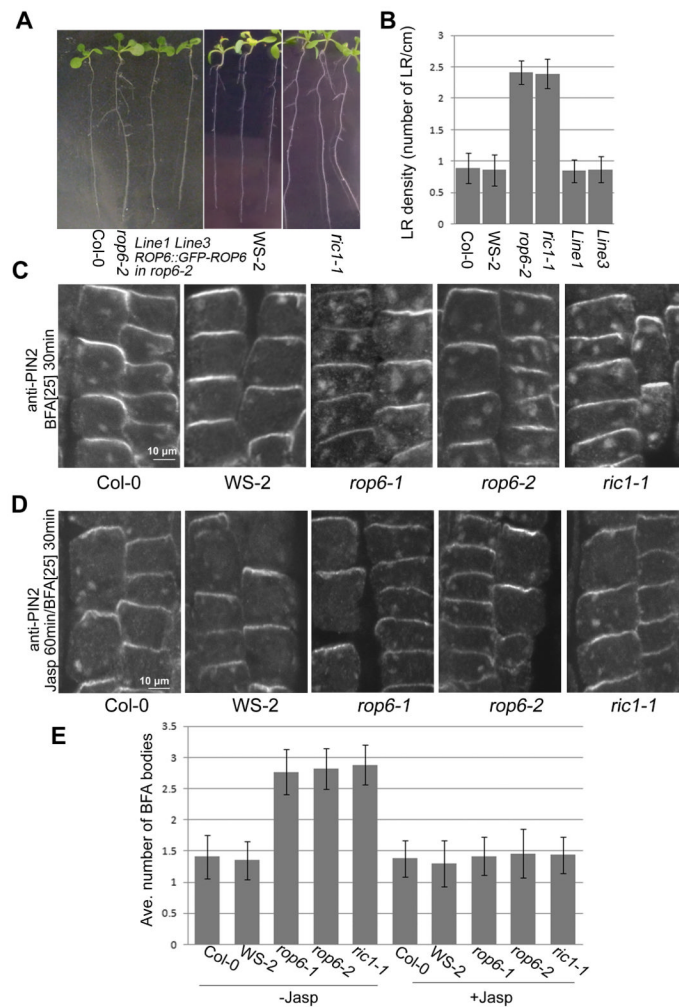 A
Col-0
rop6-2
Line1 Line3
ROP6::GFP-ROP6
in rop6-2
WS-2
ric1-1
B
LR density (number of LR/cm)
3
2.5
2
1.5
1
0.5
0
Col-0
WS-2
rop6-2
ric1-1
Line1
Line3
C
anti-PIN2
BFA[25] 30min
10 µm
Col-0
WS-2
rop6-1
rop6-2
ric1-1
D
anti-PIN2
Jasp 60min/BFA[25] 30min
10 µm
Col-0
WS-2
rop6-1
rop6-2
ric1-1
E
Ave. number of BFA bodies
3.5
3
2.5
2
1.5
1
0.5
0
Col-0
WS-2
rop6-1
rop6-2
ric1-1
Col-0
WS-2
rop6-1
rop6-2
ric1-1
-Jasp
+Jasp